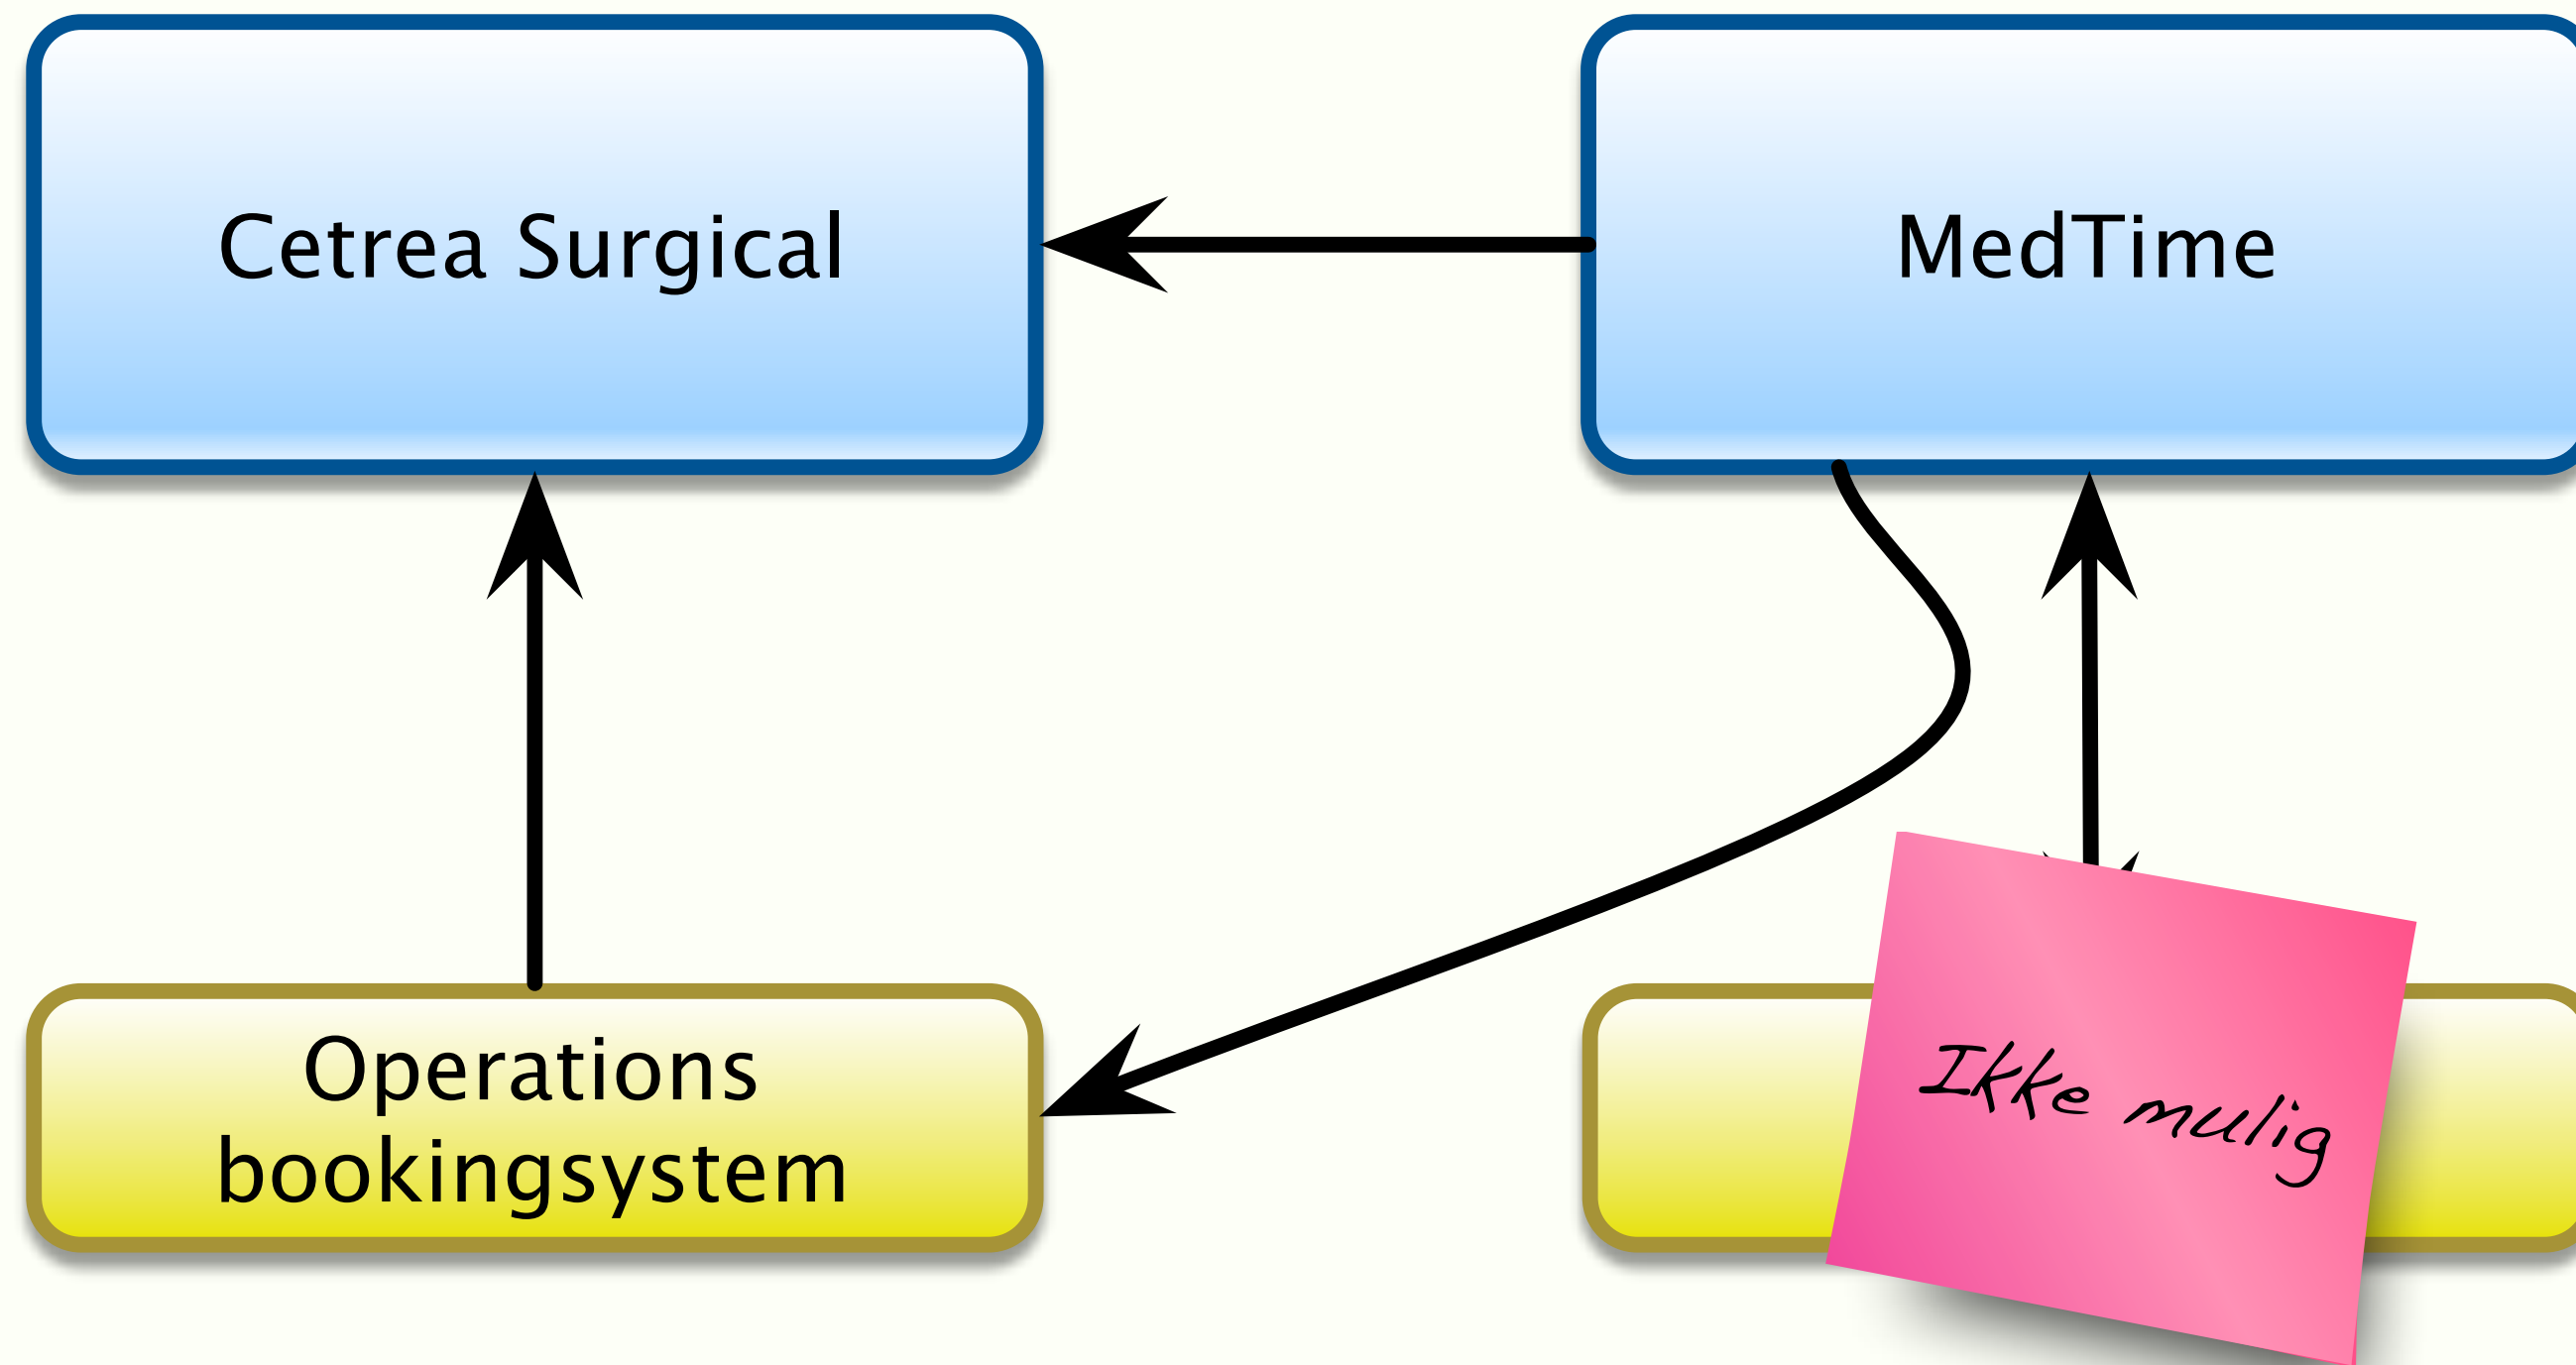 Cetrea Surgical
MedTime
Operations
bookingsystem
Ikke mulig